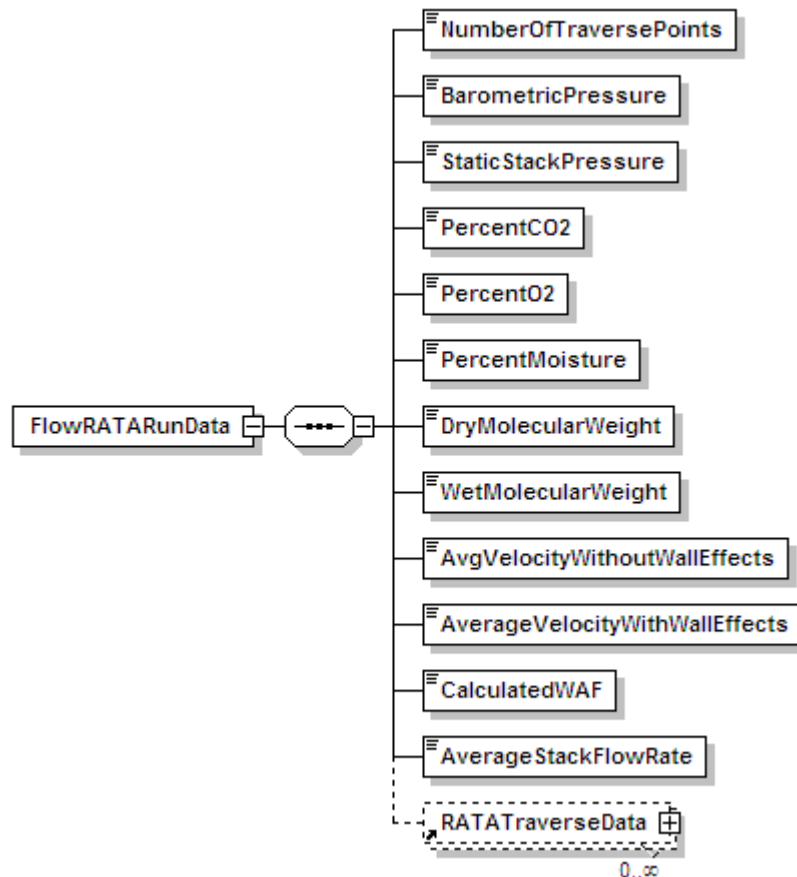 NumberOfTraversePoints
BarometricPressure
StaticStackPressure
PercentCO2
PercentO2
PercentMoisture
FlowRATARunData
DryMolecularWeight
WetMolecularWeight
AvgVelocityWithoutWallEffects
AverageVelocityWithWallEffects
CalculatedWAF
AverageStackFlowRate
RATATraverseData
0..∞